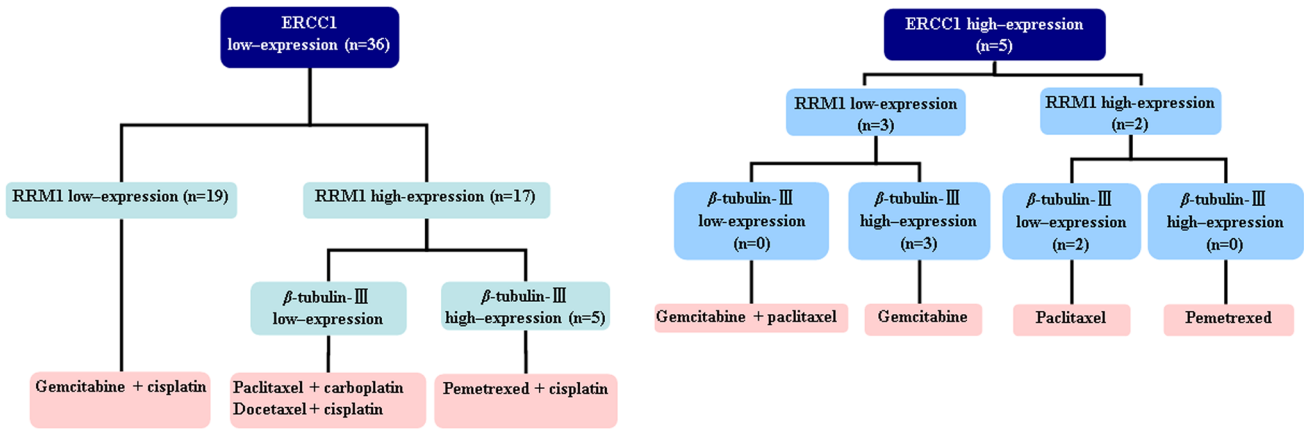 ERCC1
low–expression (n=36)
RRM1 low–expression (n=19)
RRM1 high-expression (n=17)
β-tubulin-Ⅲ
low–expression
β-tubulin-Ⅲ
high–expression (n=5)
Gemcitabine + cisplatin
Paclitaxel + carboplatin
Docetaxel + cisplatin
Pemetrexed + cisplatin
ERCC1 high–expression
(n=5)
RRM1 low-expression
(n=3)
RRM1 high-expression
(n=2)
β-tubulin-Ⅲ
low-expression
(n=0)
β-tubulin-Ⅲ
high-expression
(n=3)
β-tubulin-Ⅲ
low–expression
(n=2)
β-tubulin-Ⅲ
high–expression
(n=0)
Gemcitabine + paclitaxel
Gemcitabine
Paclitaxel
Pemetrexed